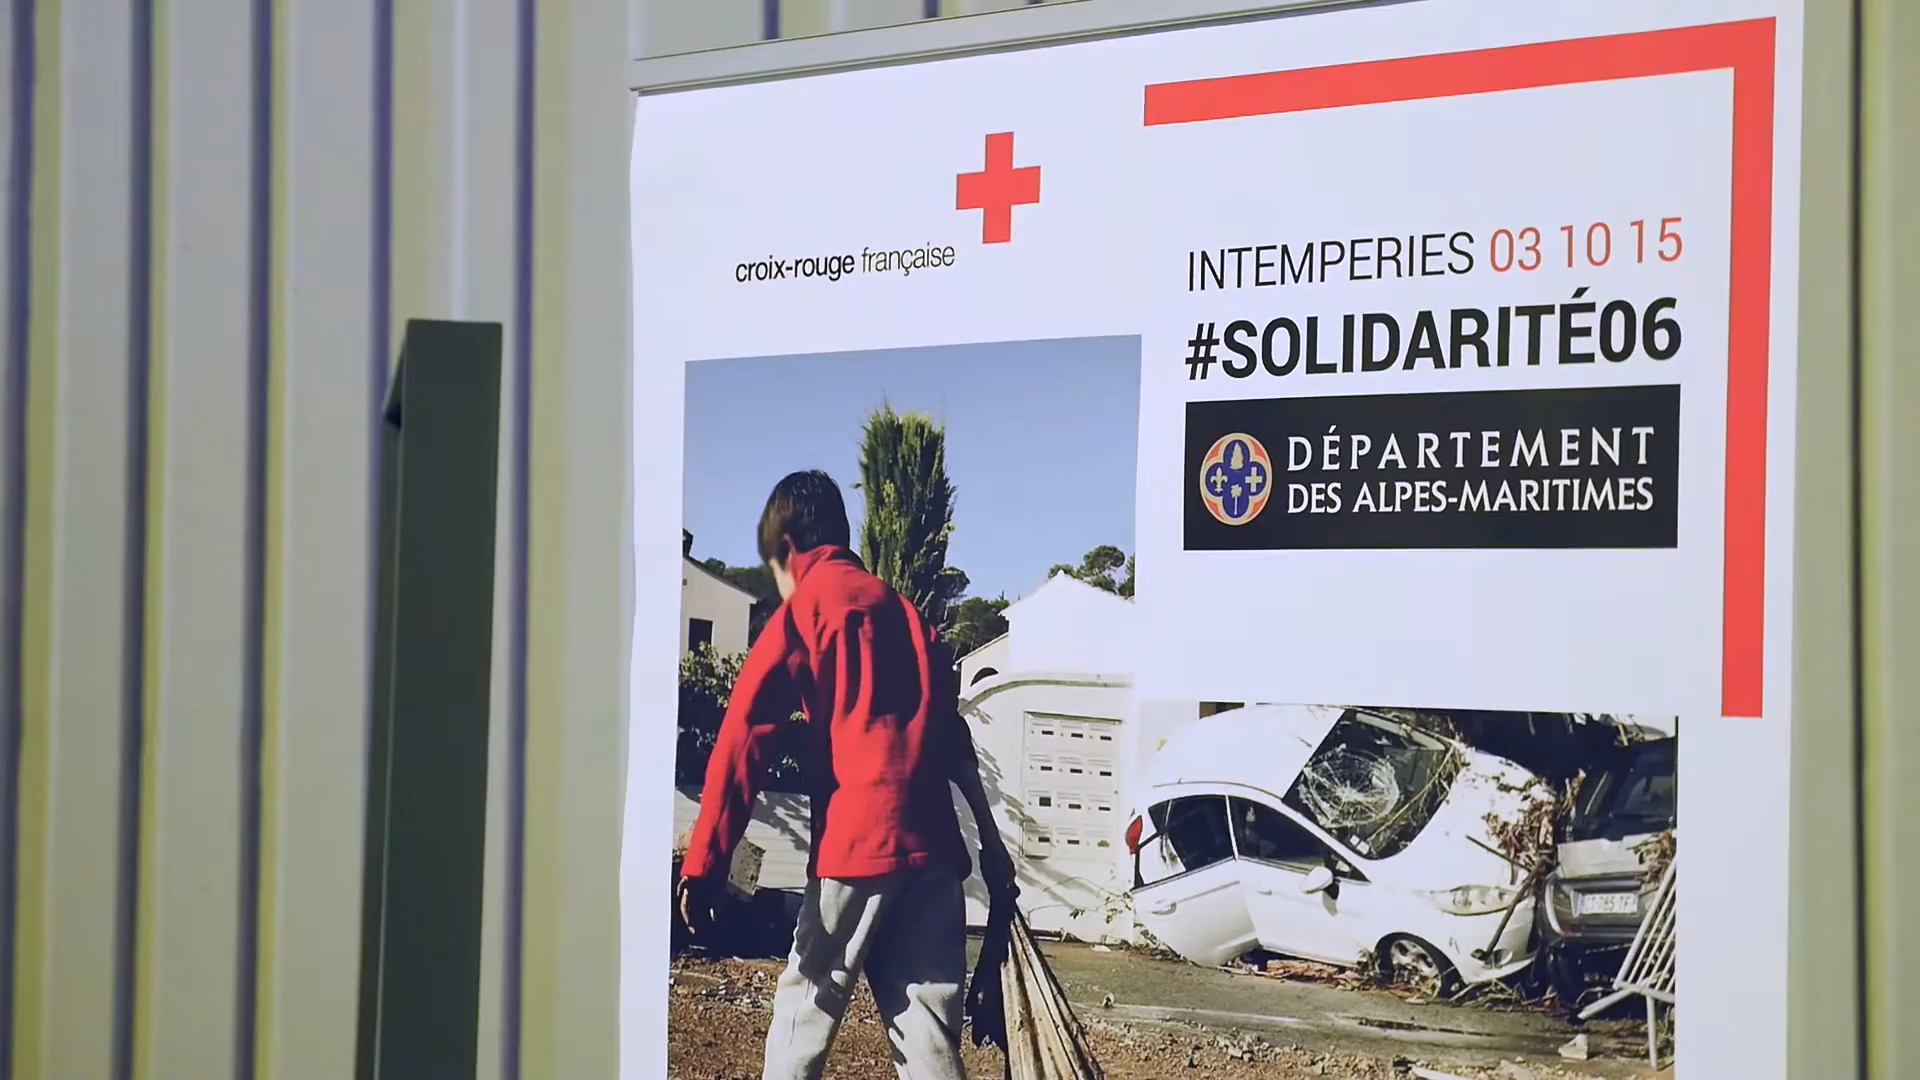 croix-rouge française
INTEMPERIES 03 10 15
#SOLIDARITÉ06
DÉPARTEMENT
DES ALPES-MARITIMES